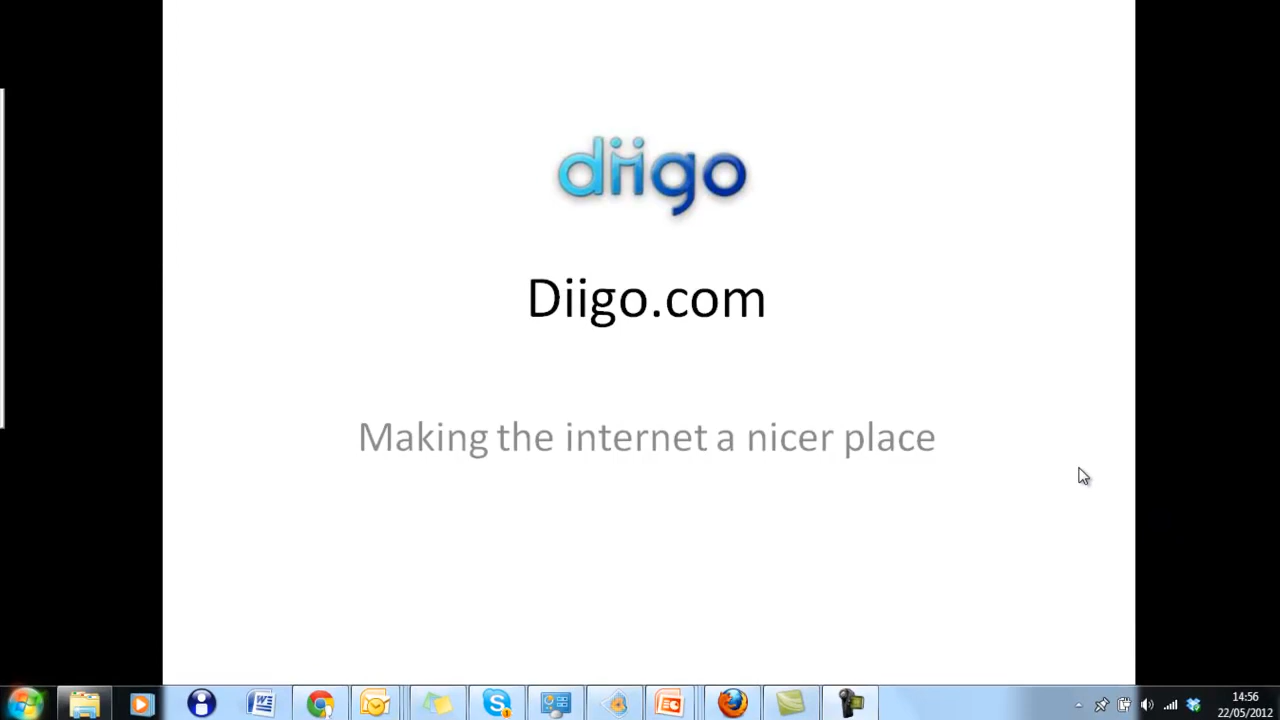 diigo
Diigo.com
Making the internet a nicer place
14:56
22/05/2012